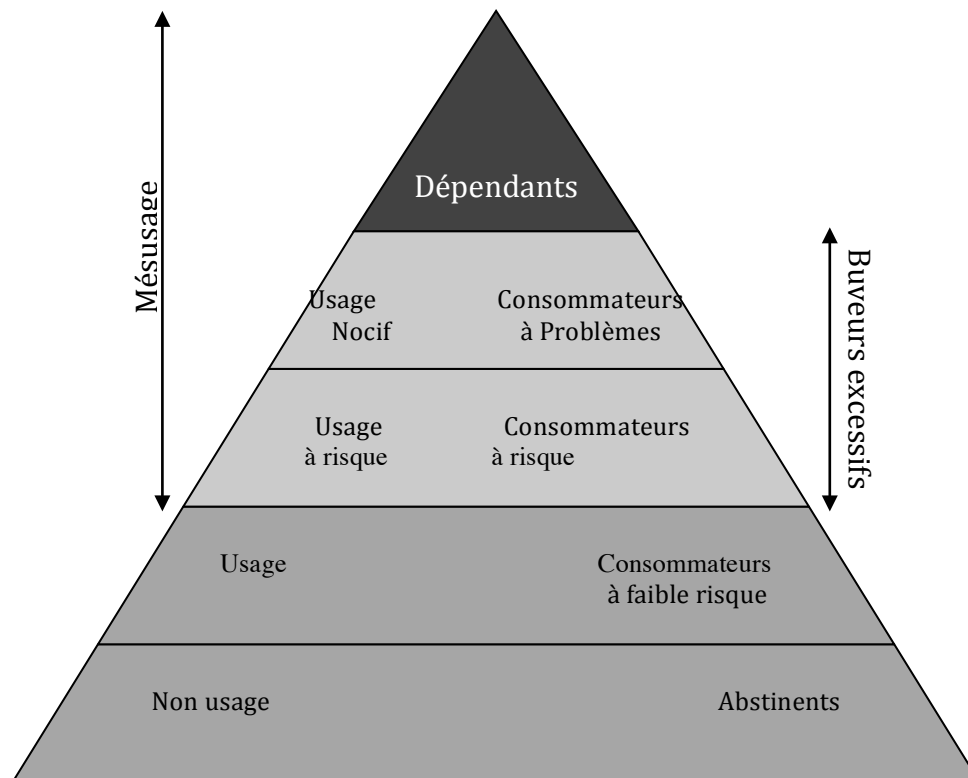 Mésusage
Dépendants
Usage
Nocif
Consommateurs
à Problèmes
Buveurs excessifs
Usage
à risque
Consommateurs
à risque
Usage
Consommateurs
à faible risque
Non usage
Abstinents